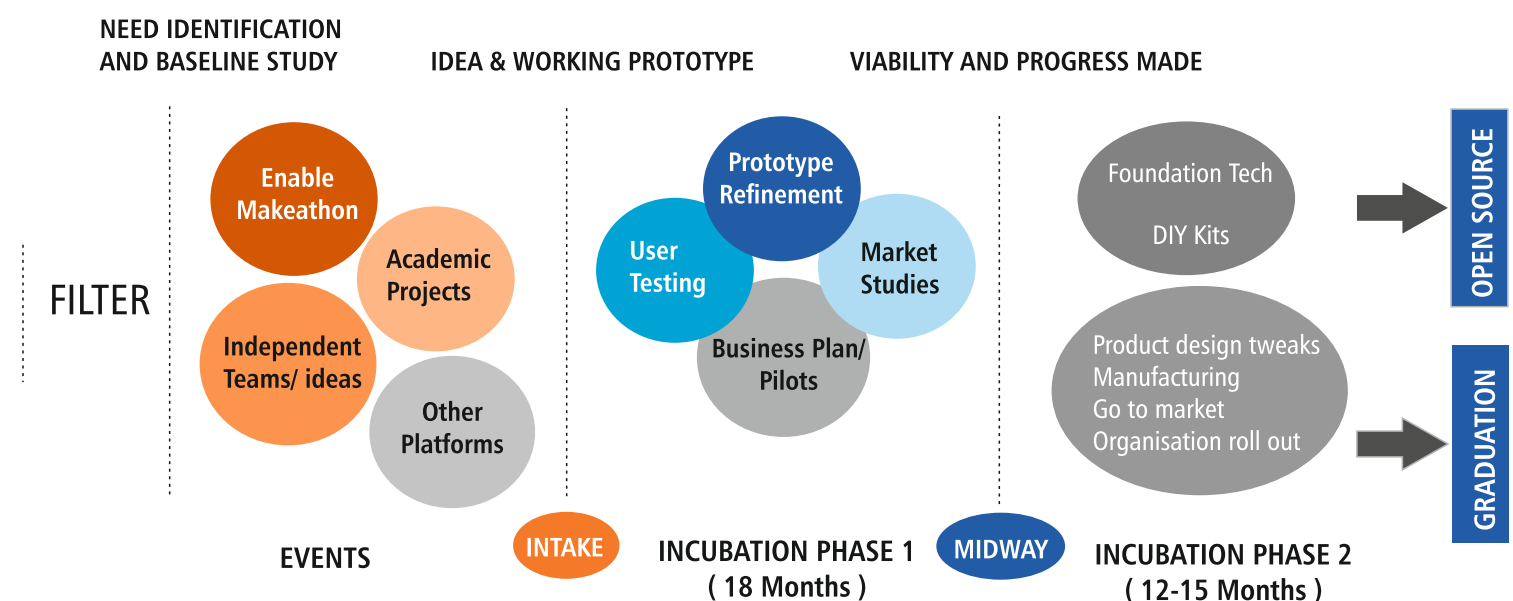 NEED IDENTIFICATION
AND BASELINE STUDY
IDEA & WORKING PROTOTYPE
VIABILITY AND PROGRESS MADE
FILTER
Enable
Makeathon
Academic
Projects
Independent
Teams/ ideas
Other
Platforms
EVENTS
INTAKE
Prototype
Refinement
User
Testing
Market
Studies
Business Plan/
Pilots
INCUBATION PHASE 1
( 18 Months )
MIDWAY
Foundation Tech
DIY Kits
Product design tweaks
Manufacturing
Go to market
Organisation roll out
INCUBATION PHASE 2
( 12-15 Months )
OPEN SOURCE
GRADUATION